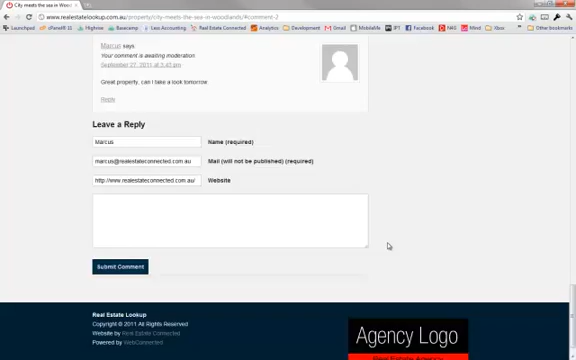 City meets the sea in Wood
www.realestatelookup.com.au/property/city-meets-the-sea-in-woodlands/#comment-2
Launchpad
cPanel® 11
Highrise
Less Accounting
Analytics
Development
Gmail
MobileMe
Facebook
Mind
Xbox
Other bookmarks
Marcus says
Your comment is awaiting moderation
September 27, 2011 at 3:43 pm
Great property, can I take a look tomorrow
Reply
Leave a Reply
Marcus Name (required)
marcus@realestateconnected.com.au Mail (will not be published) (required)
http://www.realestateconnected.com.au/ Website
Submit Comment
Real Estate Lookup
Copyright © 2011 All Rights Reserved
Website by Real Estate Connected
Powered by WebConnected
Agency Logo
Real Estate Agency